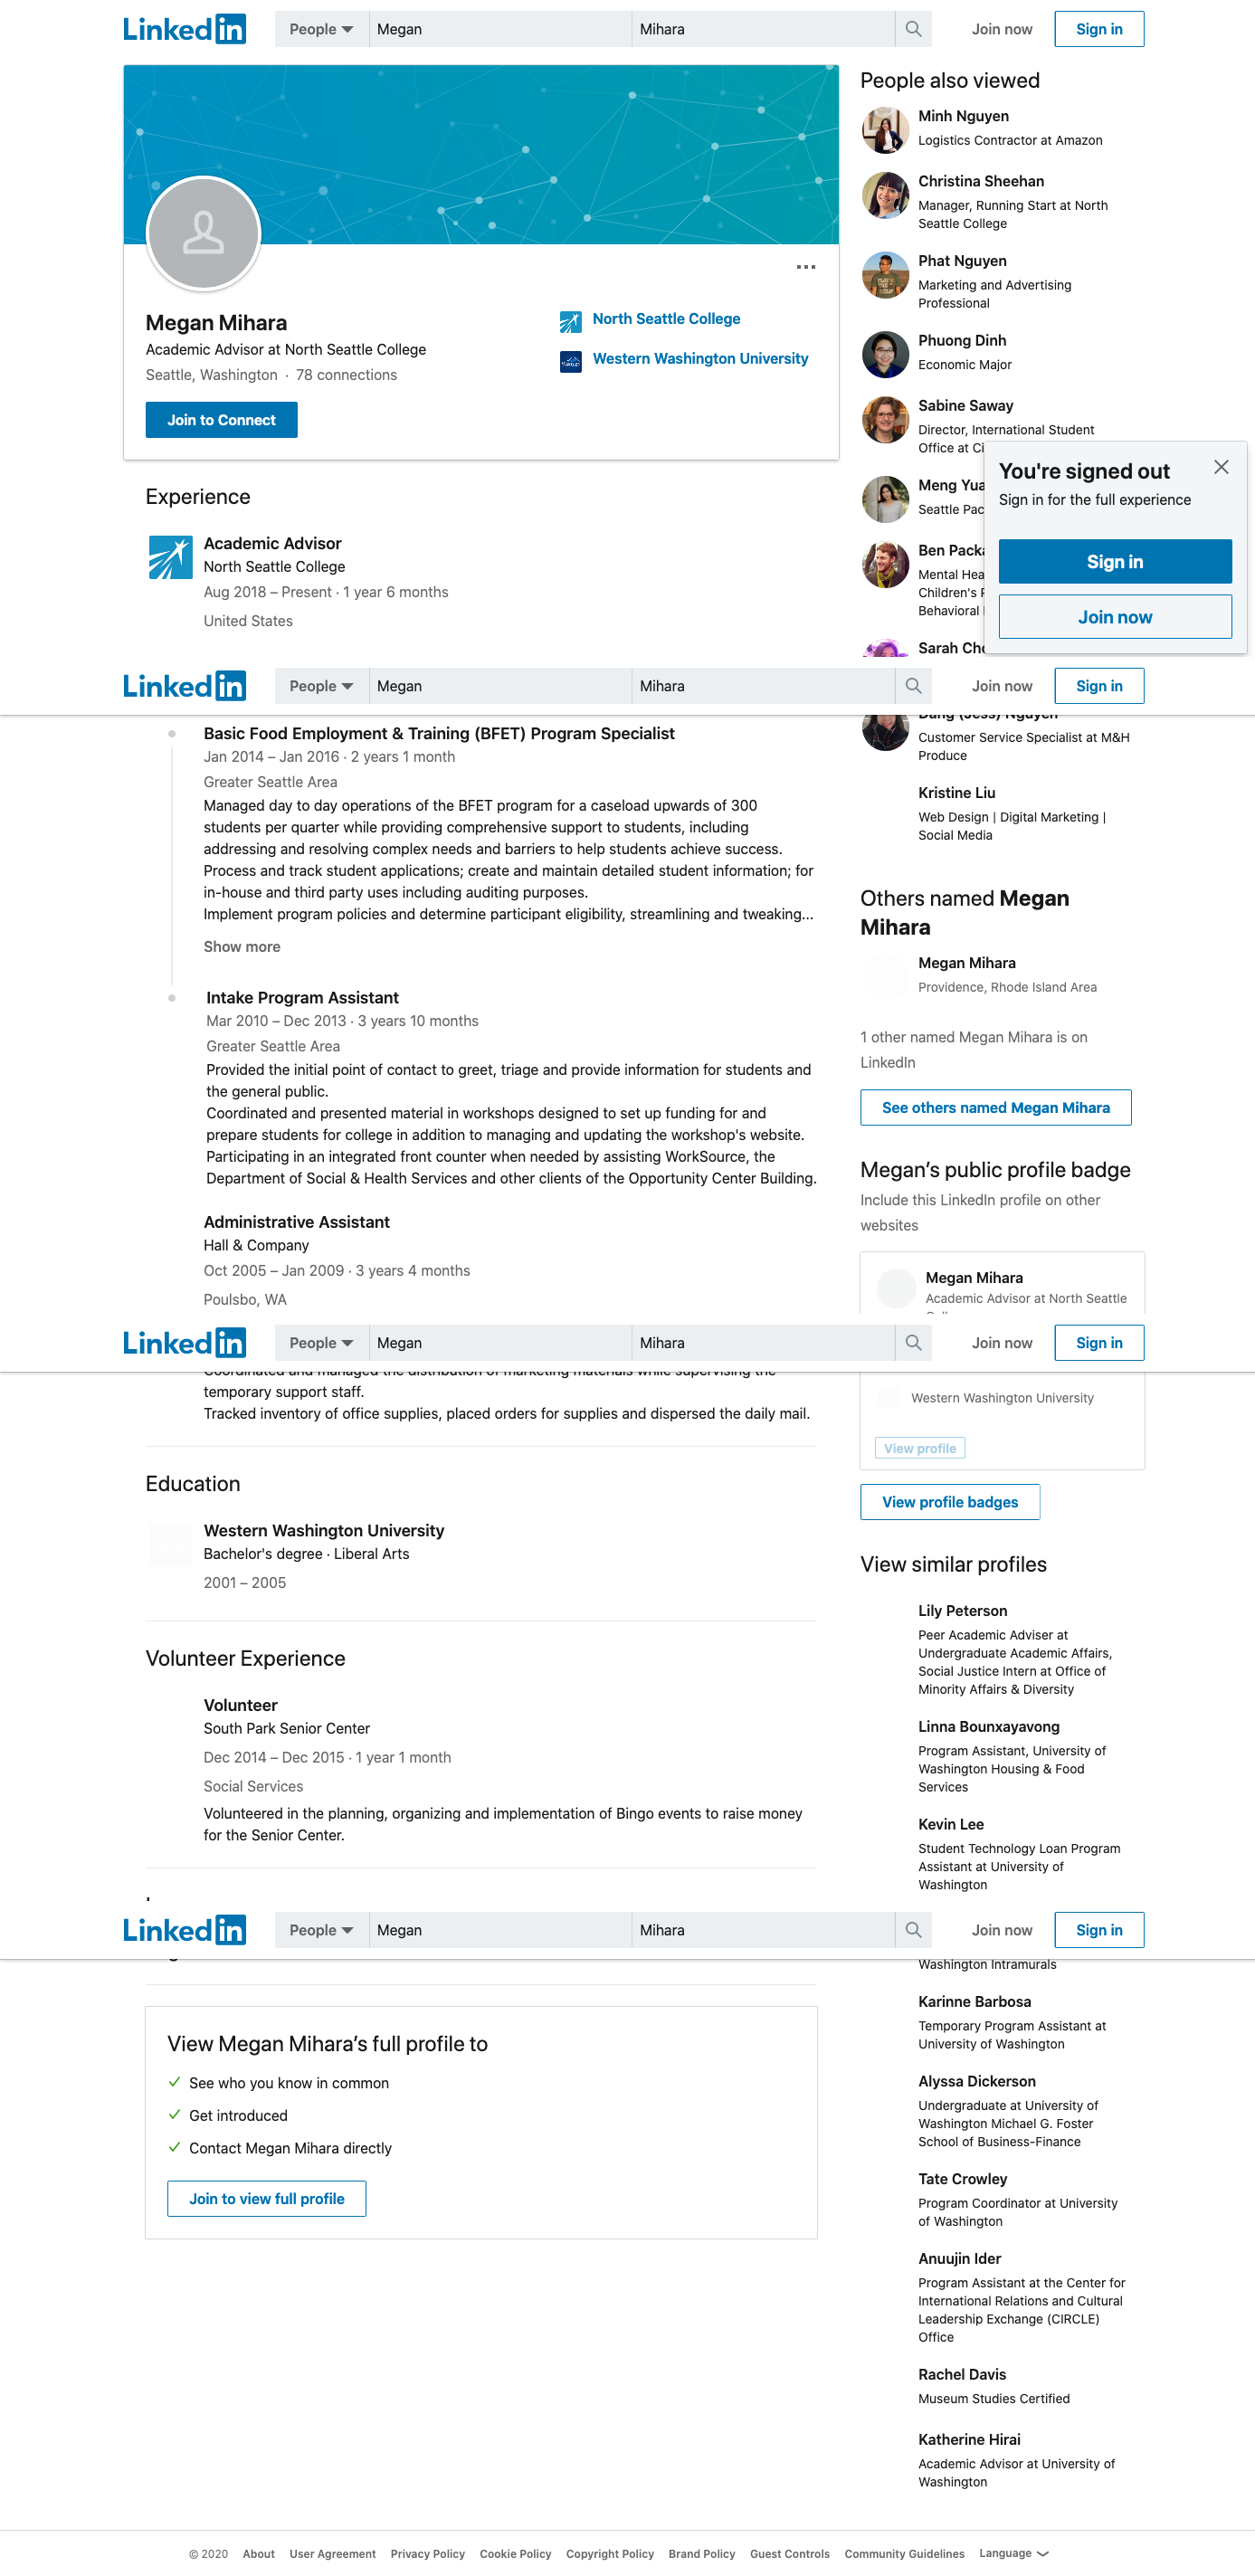 LinkedIn People Megan Mihara Join now Sign in
Megan Mihara
Academic Advisor at North Seattle College
Seattle, Washington · 78 connections
Join to Connect
North Seattle College
Western Washington University
Experience
Academic Advisor
North Seattle College
Aug 2018 – Present · 1 year 6 months
United States
People also viewed
Minh Nguyen
Logistics Contractor at Amazon
Christina Sheehan
Manager, Running Start at North
Seattle College
Phat Nguyen
Marketing and Advertising
Professional
Phuong Dinh
Economic Major
Sabine Saway
Director, International Student
Office at
Meng
Seattle
Ben
Mental
Children's
Behavioral
Sarah
You're signed out
Sign in for the full experience
Sign in
Join now
LinkedIn People Megan Mihara Join now Sign in
Basic Food Employment & Training (BFET) Program Specialist
Jan 2014 – Jan 2016 · 2 years 1 month
Greater Seattle Area
Managed day to day operations of the BFET program for a caseload upwards of 300
students per quarter while providing comprehensive support to students, including
addressing and resolving complex needs and barriers to help students achieve success.
Process and track student applications; create and maintain detailed student information; for
in-house and third party uses including auditing purposes.
Implement program policies and determine participant eligibility, streamlining and tweaking...
Show more
Intake Program Assistant
Mar 2010 – Dec 2013 · 3 years 10 months
Greater Seattle Area
Provided the initial point of contact to greet, triage and provide information for students and
the general public.
Coordinated and presented material in workshops designed to set up funding for and
prepare students for college in addition to managing and updating the workshop's website.
Participating in an integrated front counter when needed by assisting WorkSource, the
Department of Social & Health Services and other clients of the Opportunity Center Building.
Administrative Assistant
Hall & Company
Oct 2005 – Jan 2009 · 3 years 4 months
Poulsbo, WA
Dang (Jess) Nguyen
Customer Service Specialist at M&H
Produce
Kristine Liu
Web Design | Digital Marketing |
Social Media
Others named Megan
Mihara
Megan Mihara
Providence, Rhode Island Area
1 other named Megan Mihara is on
LinkedIn
See others named Megan Mihara
Megan’s public profile badge
Include this LinkedIn profile on other
websites
Megan Mihara
Academic Advisor at North Seattle
LinkedIn People Megan Mihara Join now Sign in
Coordinated and managed the distribution of marketing materials while supervising the
temporary support staff.
Tracked inventory of office supplies, placed orders for supplies and dispersed the daily mail.
Education
Western Washington University
Bachelor's degree · Liberal Arts
2001 – 2005
Volunteer Experience
Volunteer
South Park Senior Center
Dec 2014 – Dec 2015 · 1 year 1 month
Social Services
Volunteered in the planning, organizing and implementation of Bingo events to raise money
for the Senior Center.
Western Washington University
View profile
View profile badges
View similar profiles
Lily Peterson
Peer Academic Adviser at
Undergraduate Academic Affairs,
Social Justice Intern at Office of
Minority Affairs & Diversity
Linna Bounxayavong
Program Assistant, University of
Washington Housing & Food
Services
Kevin Lee
Student Technology Loan Program
Assistant at University of
Washington
LinkedIn People Megan Mihara Join now Sign in
View Megan Mihara’s full profile to
See who you know in common
Get introduced
Contact Megan Mihara directly
Join to view full profile
Washington Intramurals
Karinne Barbosa
Temporary Program Assistant at
University of Washington
Alyssa Dickerson
Undergraduate at University of
Washington Michael G. Foster
School of Business-Finance
Tate Crowley
Program Coordinator at University
of Washington
Anuujin Ider
Program Assistant at the Center for
International Relations and Cultural
Leadership Exchange (CIRCLE)
Office
Rachel Davis
Museum Studies Certified
Katherine Hirai
Academic Advisor at University of
Washington
© 2020 About User Agreement Privacy Policy Cookie Policy Copyright Policy Brand Policy Guest Controls Community Guidelines Language